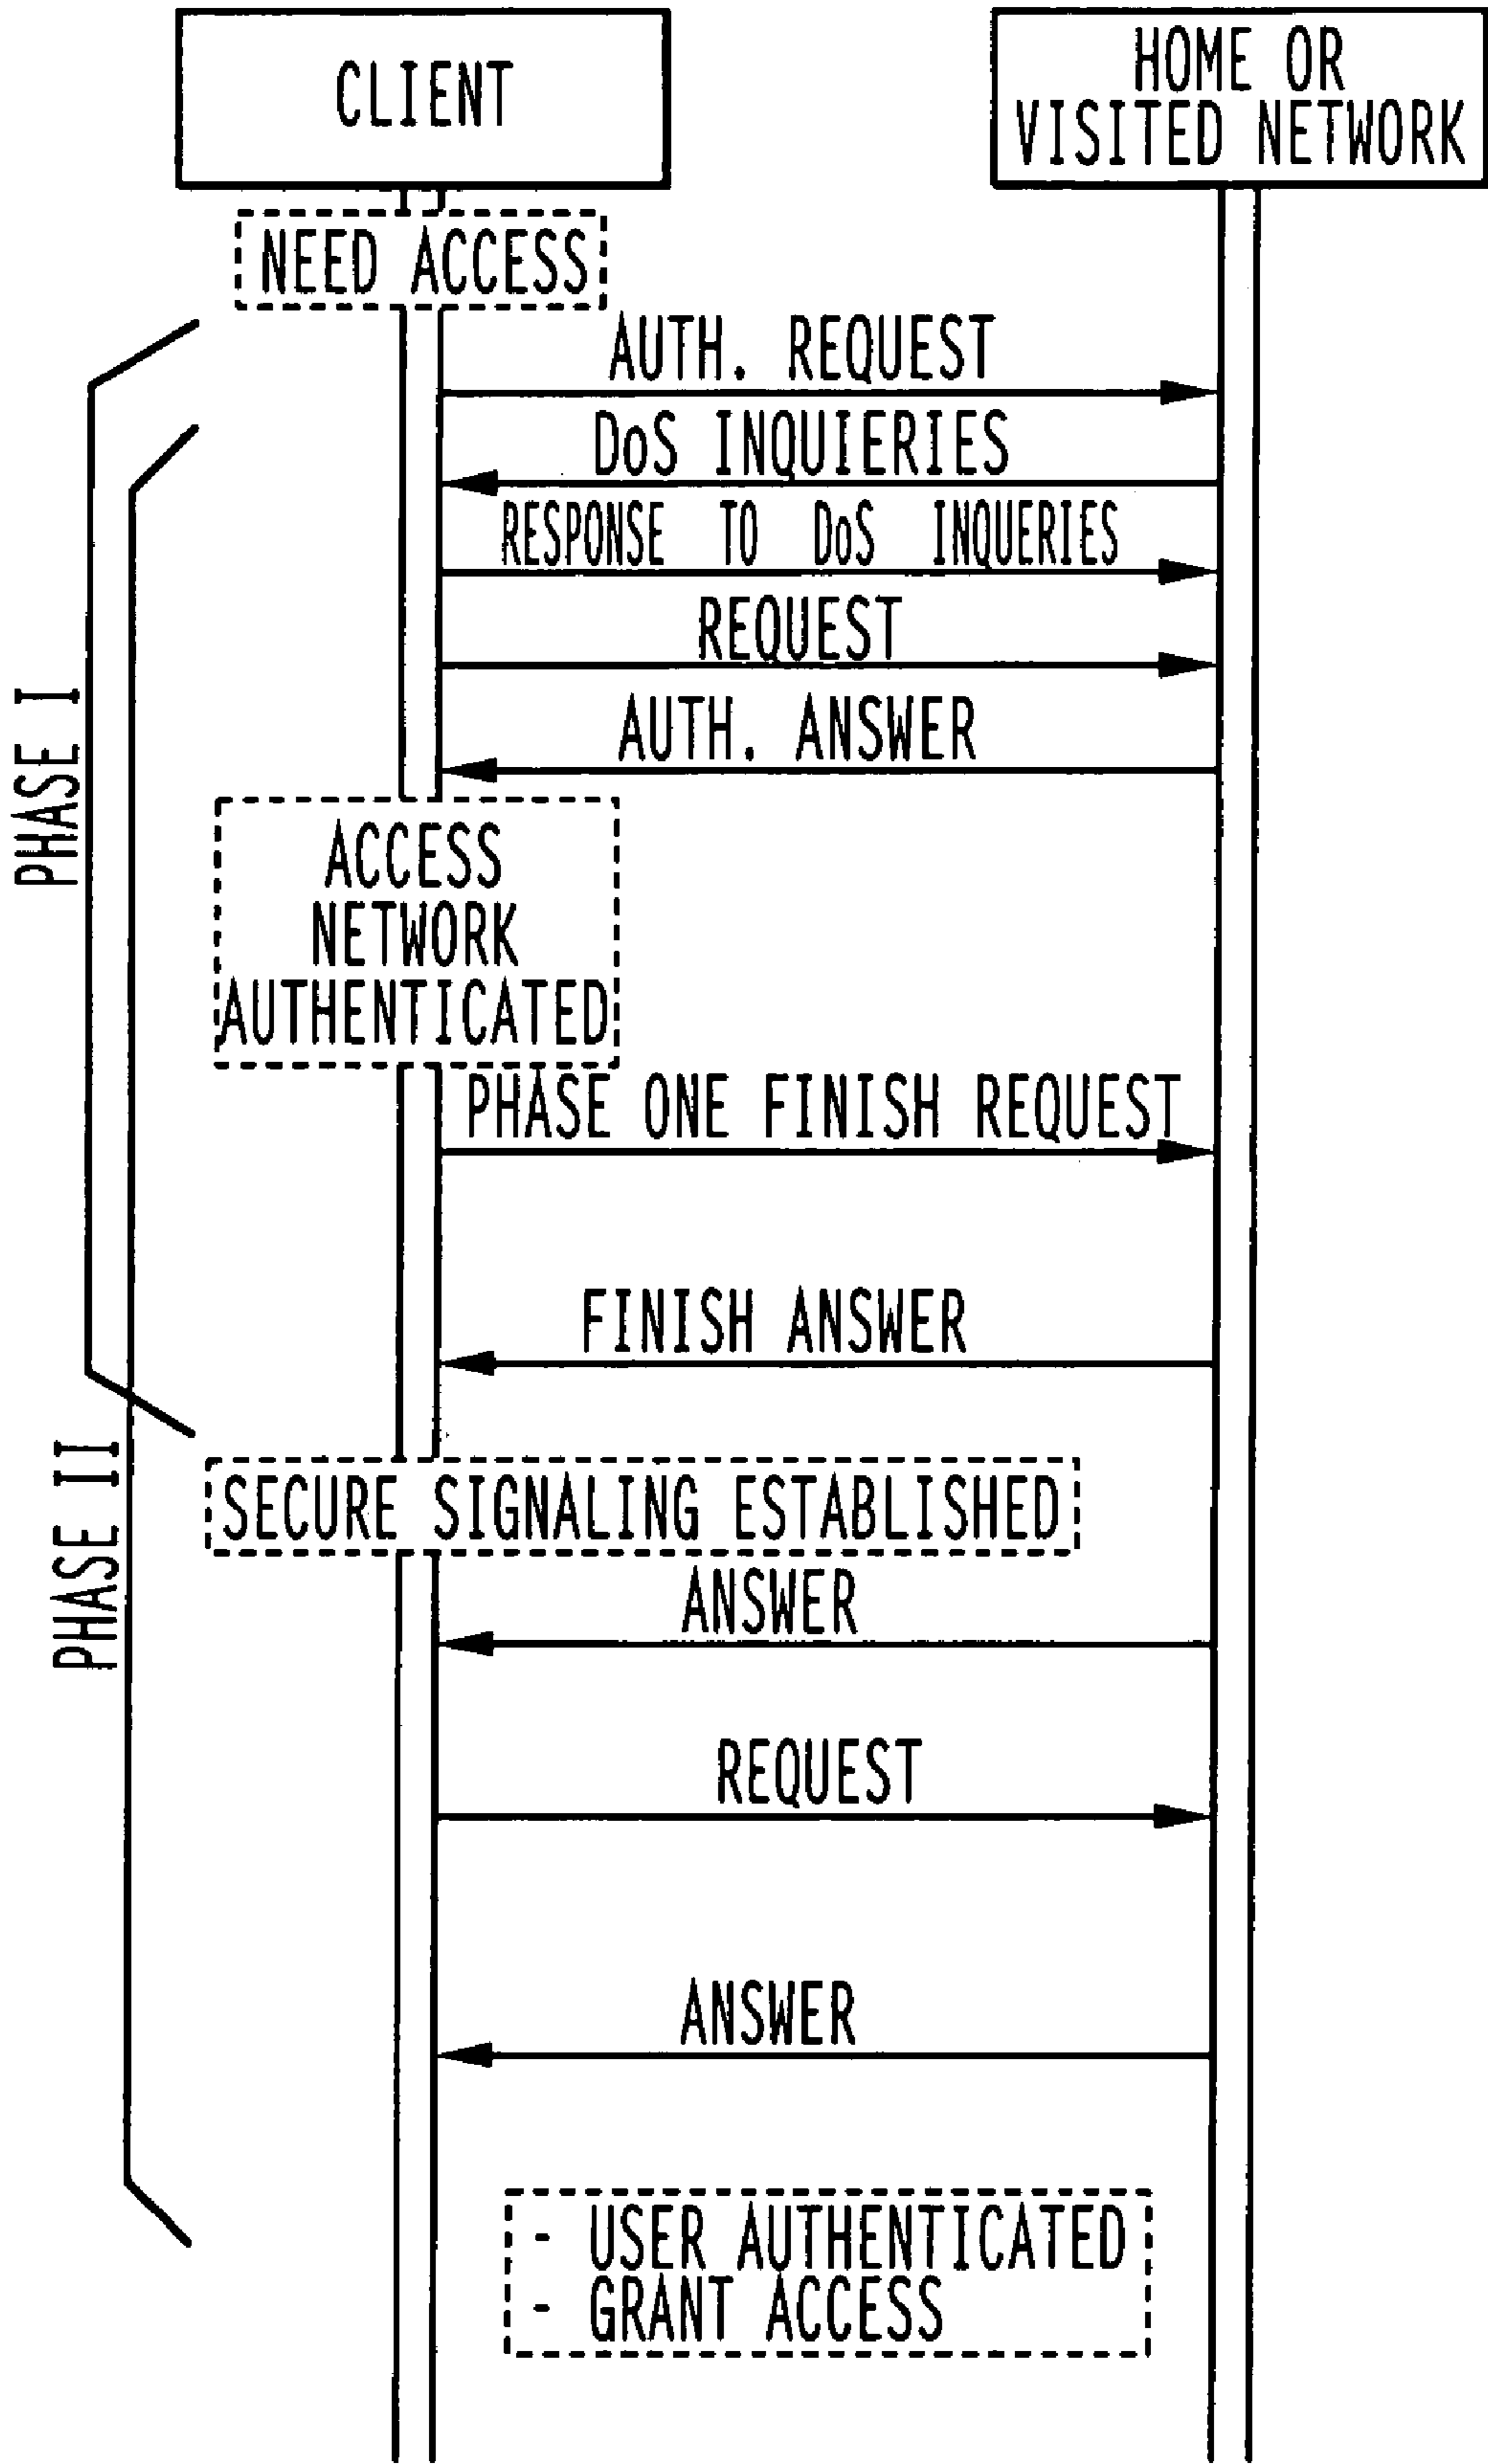 CLIENT
HOME OR
VISITED NETWORK
NEED ACCESS
AUTH. REQUEST
DoS INQUIERIES
RESPONSE TO DoS INQUERIES
REQUEST
AUTH. ANSWER
PHASE I
ACCESS
NETWORK
AUTHENTICATED
PHASE ONE FINISH REQUEST
FINISH ANSWER
PHASE II
SECURE SIGNALING ESTABLISHED
ANSWER
REQUEST
ANSWER
- USER AUTHENTICATED
- GRANT ACCESS